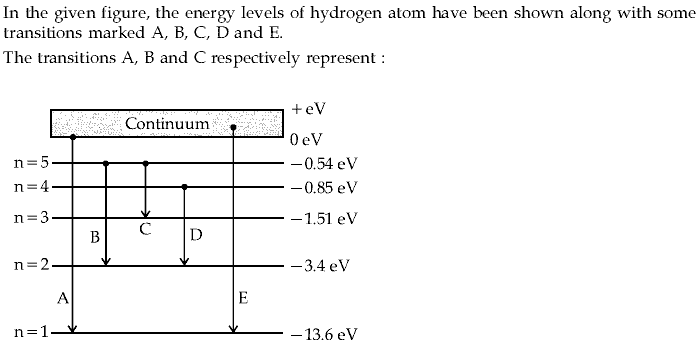 In the given figure, the energy levels of hydrogen atom have been shown along with some
transitions marked A, B, C, D and E.
The transitions A, B and C respectively represent :
+eV
Continuum
0 eV
n=5 −0.54 eV
n=4 −0.85 eV
n=3 −1.51 eV
B C D
n=2 −3.4 eV
A E
n=1 −13.6 eV